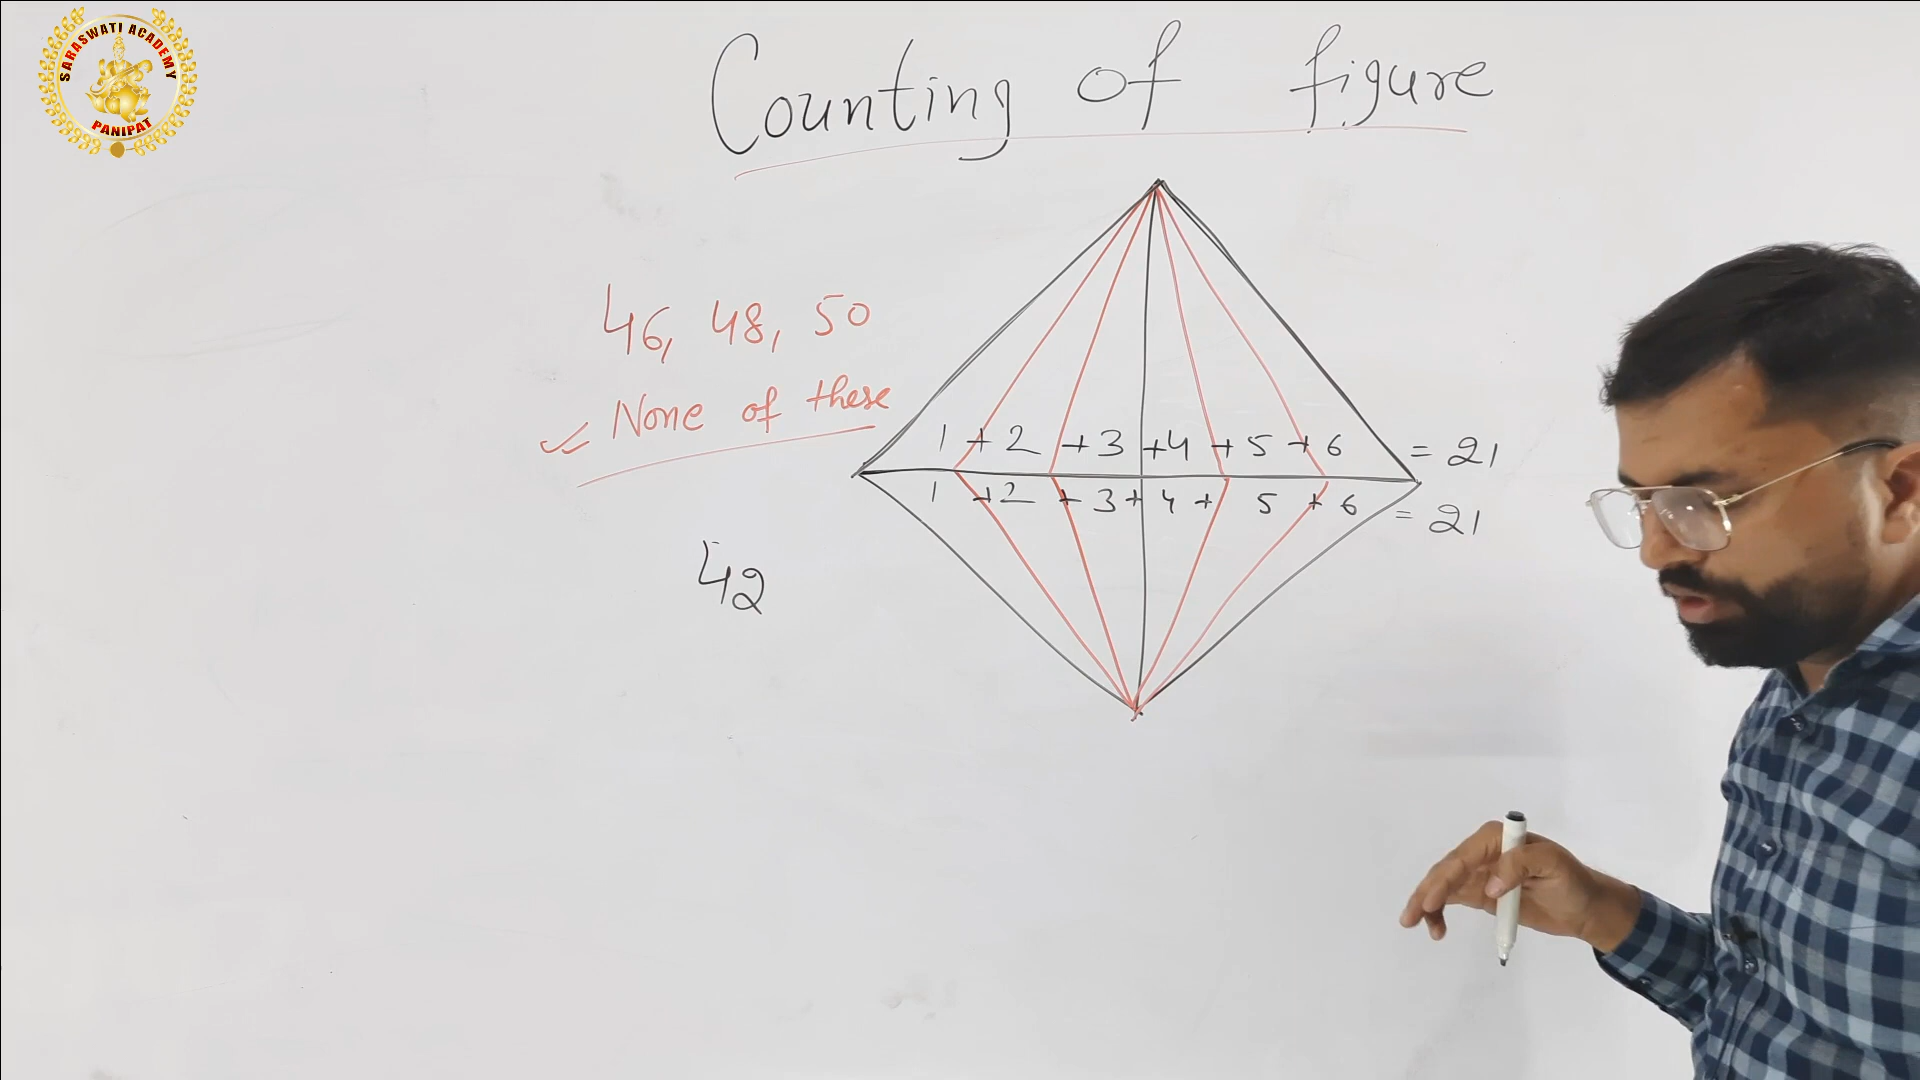 SARASWATI ACADEMY
PANIPAT
Counting of figure
46, 48, 50
None of these
1 + 2 + 3 + 4 + 5 + 6 = 21
1 + 2 + 3 + 4 + 5 + 6 = 21
42